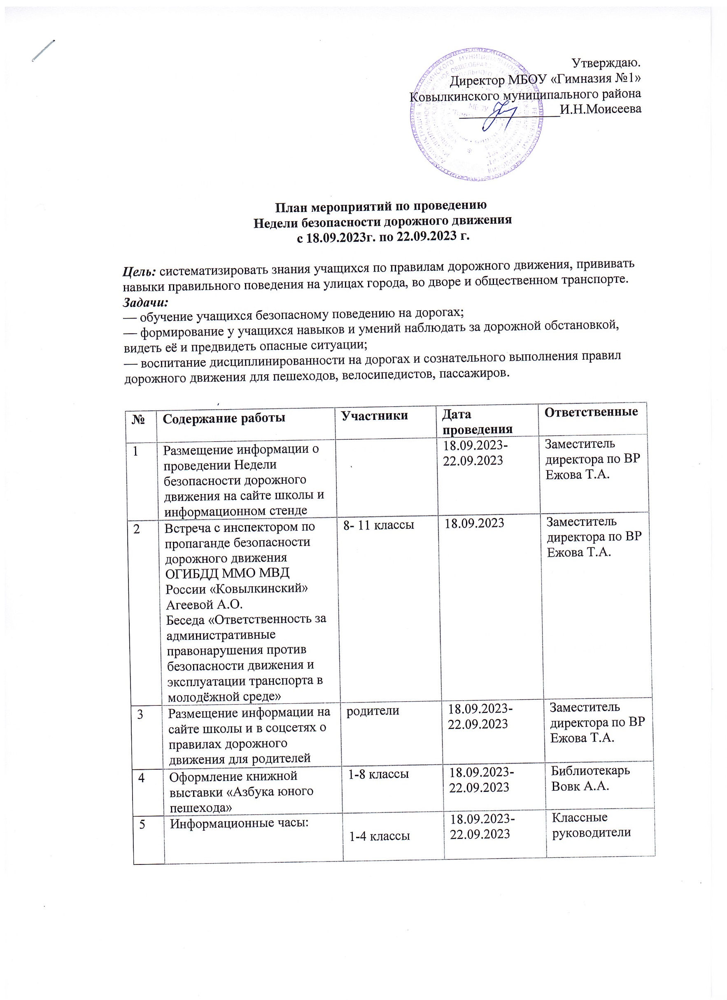 Утверждаю.
Директор МБОУ «Гимназия №1»
Ковылкинского муниципального района
И.Н.Моисеева
План мероприятий по проведению
Недели безопасности дорожного движения
с 18.09.2023г. по 22.09.2023 г.
Цель: систематизировать знания учащихся по правилам дорожного движения, прививать
навыки правильного поведения на улицах города, во дворе и общественном транспорте.
Задачи:
— обучение учащихся безопасному поведению на дорогах;
— формирование у учащихся навыков и умений наблюдать за дорожной обстановкой,
видеть её и предвидеть опасные ситуации;
— воспитание дисциплинированности на дорогах и сознательного выполнения правил
дорожного движения для пешеходов, велосипедистов, пассажиров.
№
Содержание работы
Участники
Дата
проведения
Ответственные
1
Размещение информации о
проведении Недели
безопасности дорожного
движения на сайте школы и
информационном стенде
18.09.2023-
22.09.2023
Заместитель
директора по ВР
Ежова Т.А.
2
Встреча с инспектором по
пропаганде безопасности
дорожного движения
ОГИБДД ММО МВД
России «Ковылкинский»
Агеевой А.О.
Беседа «Ответственность за
административные
правонарушения против
безопасности движения и
эксплуатации транспорта в
молодёжной среде»
8- 11 классы
18.09.2023
Заместитель
директора по ВР
Ежова Т.А.
3
Размещение информации на
сайте школы и в соцсетях о
правилах дорожного
движения для родителей
родители
18.09.2023-
22.09.2023
Заместитель
директора по ВР
Ежова Т.А.
4
Оформление книжной
выставки «Азбука юного
пешехода»
1-8 классы
18.09.2023-
22.09.2023
Библиотекарь
Вовк А.А.
5
Информационные часы:
1-4 классы
18.09.2023-
22.09.2023
Классные
руководители